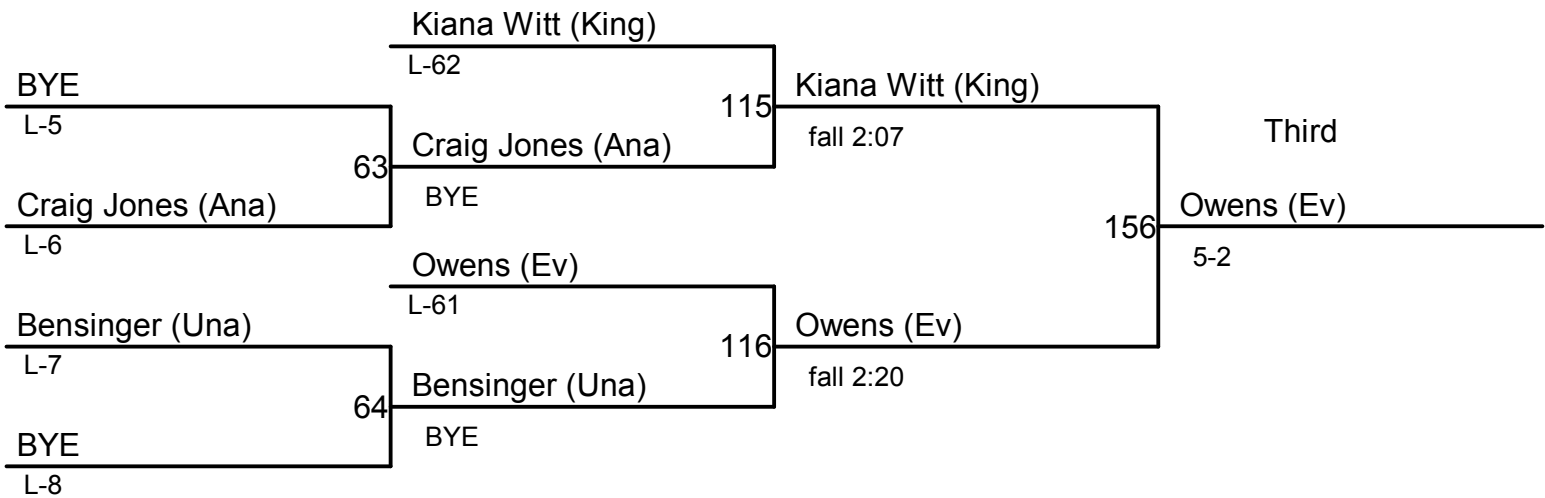 Kiana Witt (King)
L-62
BYE
L-5
115
Kiana Witt (King)
fall 2:07
Third
63
Craig Jones (Ana)
BYE
Craig Jones (Ana)
L-6
156
Owens (Ev)
5-2
Owens (Ev)
L-61
Bensinger (Una)
L-7
116
Owens (Ev)
fall 2:20
64
Bensinger (Una)
BYE
BYE
L-8